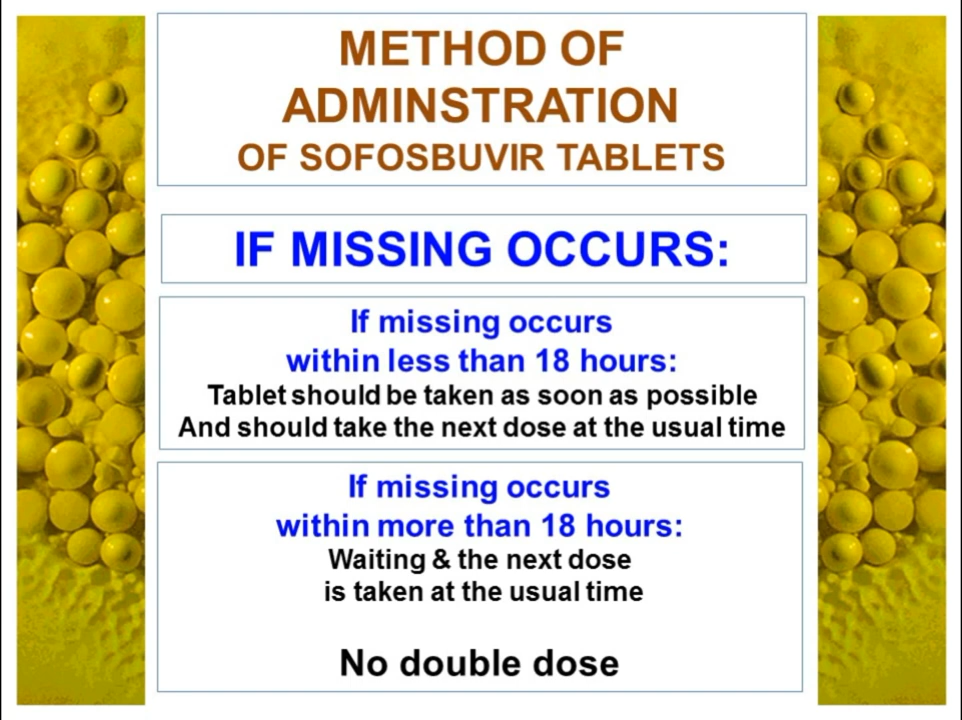 METHOD OF
ADMINSTRATION
OF SOFOSBUVIR TABLETS
IF MISSING OCCURS:
If missing occurs
within less than 18 hours:
Tablet should be taken as soon as possible
And should take the next dose at the usual time
If missing occurs
within more than 18 hours:
Waiting & the next dose
is taken at the usual time
No double dose